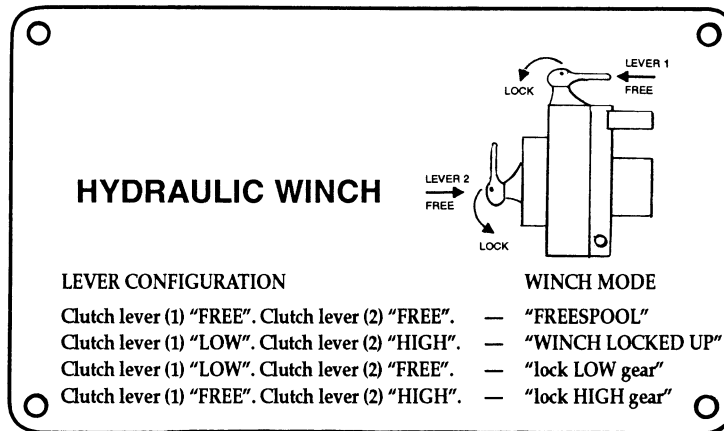 LEVER 1
LOCK
FREE
LEVER 2
HYDRAULIC WINCH
FREE
LOCK
LEVER CONFIGURATION WINCH MODE
Clutch lever (1) “FREE”. Clutch lever (2) “FREE”. — “FREESPOOL”
Clutch lever (1) “LOW”. Clutch lever (2) “HIGH”. — “WINCH LOCKED UP”
Clutch lever (1) “LOW”. Clutch lever (2) “FREE”. — “lock LOW gear”
Clutch lever (1) “FREE”. Clutch lever (2) “HIGH”. — “lock HIGH gear”